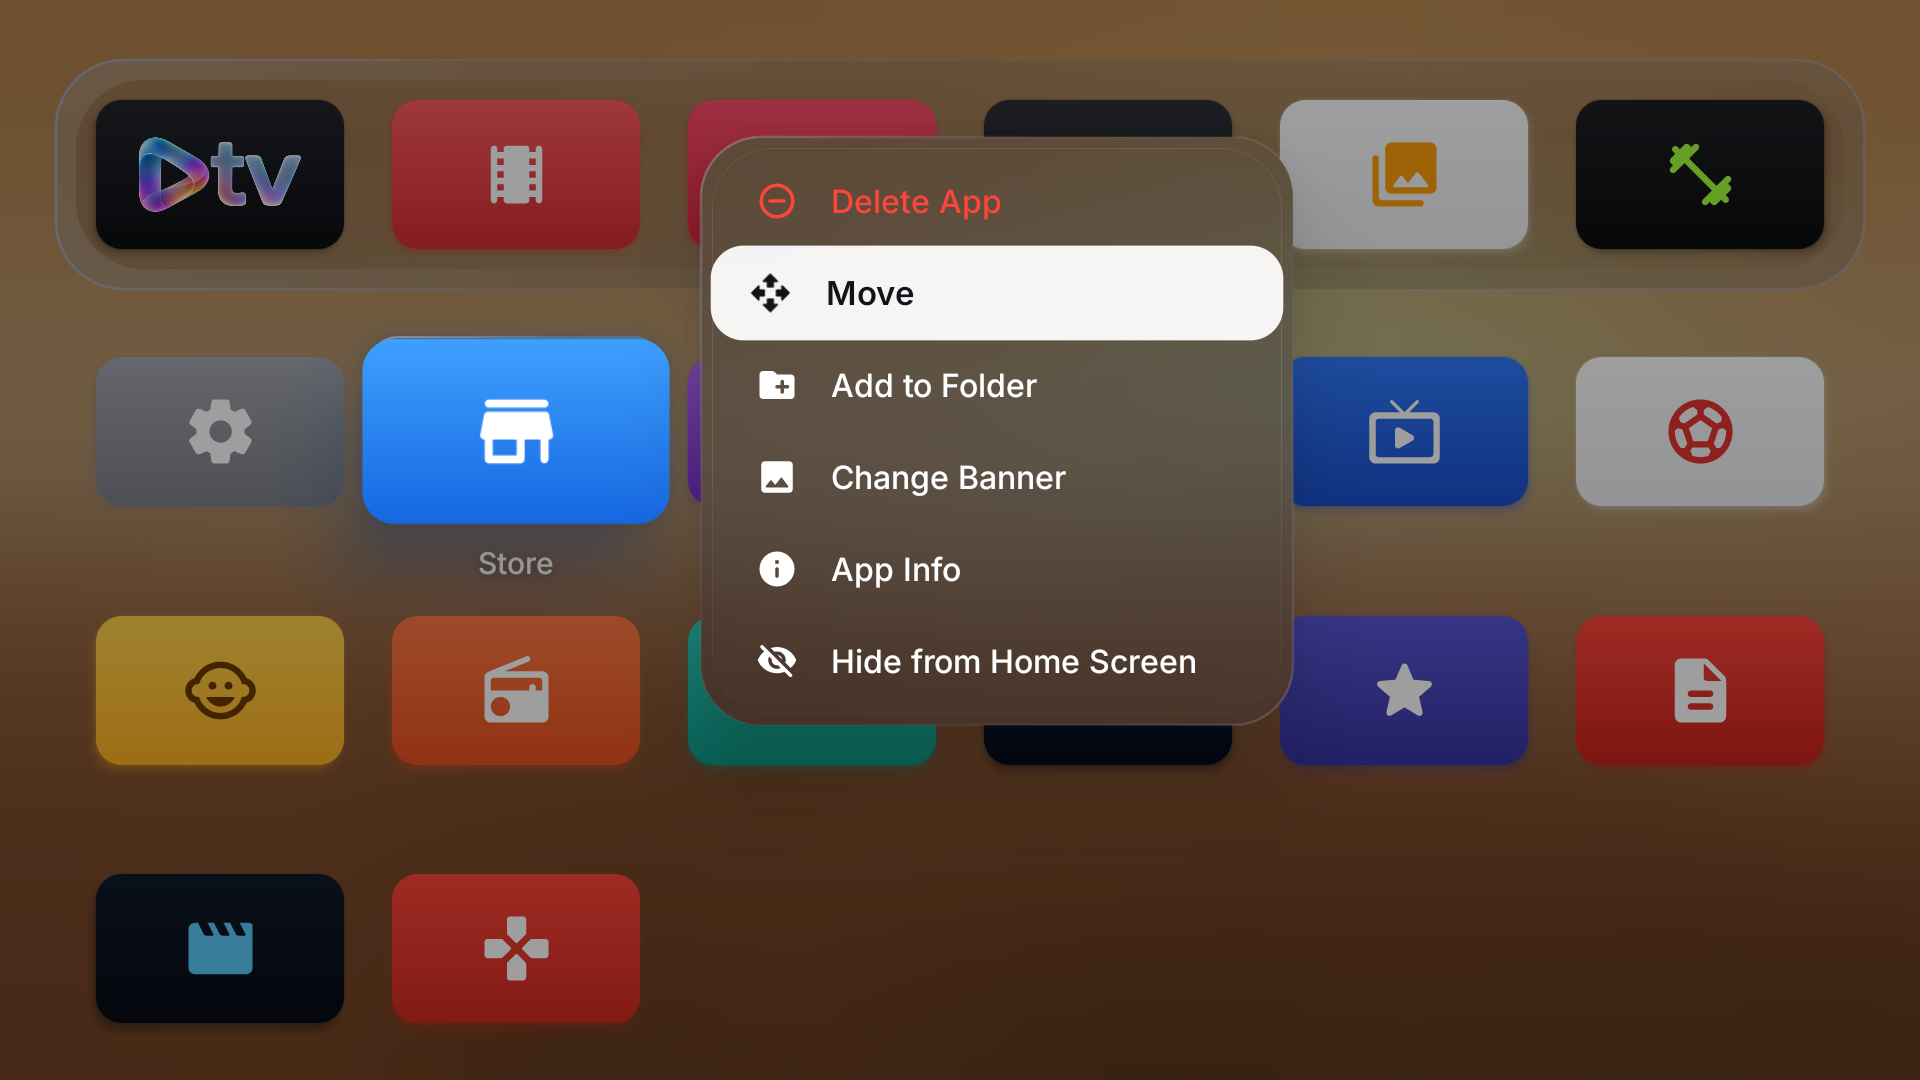 tv
Delete App
Move
Add to Folder
Change Banner
App Info
Hide from Home Screen
Store